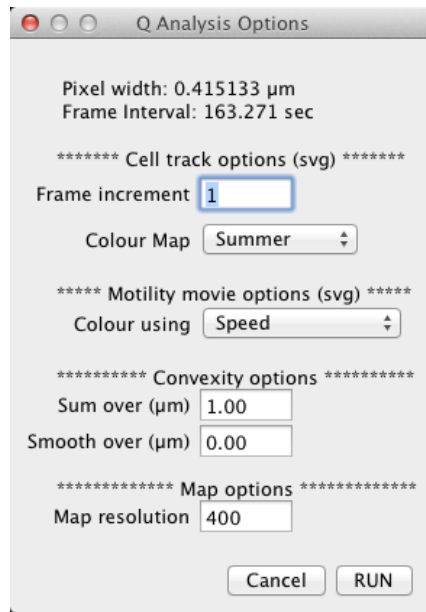 Q Analysis Options
Pixel width: 0.415133 µm
Frame Interval: 163.271 sec
******* Cell track options (svg) *******
Frame increment 1
Colour Map Summer
***** Motility movie options (svg) *****
Colour using Speed
********** Convexity options **********
Sum over (µm) 1.00
Smooth over (µm) 0.00
************* Map options *************
Map resolution 400
Cancel RUN